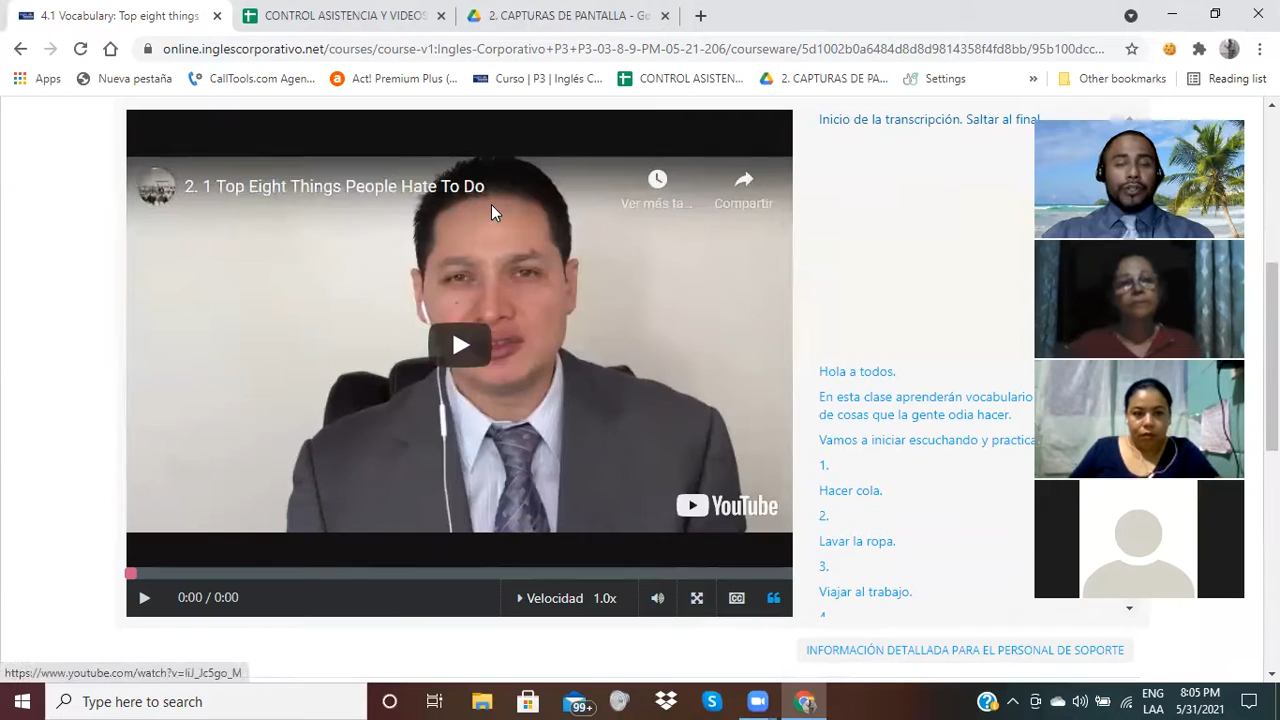 4.1 Vocabulary: Top eight things
CONTROL ASISTENCIA Y VIDEOS
2. CAPTURAS DE PANTALLA - Go
online.inglescorporativo.net/courses/course-v1:Ingles-Corporativo+P3+P3-03-8-9-PM-05-21-206/courseware/5d1002b0a6484d8d8d9814358f4fd8bb/95b100dcc...
Apps
Nueva pestaña
CallTools.com Agen...
Act! Premium Plus (...
Curso | P3 | Inglés C...
CONTROL ASISTEN...
2. CAPTURAS DE PA...
Settings
»
Other bookmarks
Reading list
2. 1 Top Eight Things People Hate To Do
Ver més ta...
Compartir
YouTube
0:00 / 0:00
Velocidad 1.0x
Inicio de la transcripción. Saltar al final.
Hola a todos.
En esta clase aprenderán vocabulario
de cosas que la gente odia hacer.
Vamos a iniciar escuchando y practica
1.
Hacer cola.
2.
Lavar la ropa.
3.
Viajar al trabajo.
4
INFORMACIÓN DETALLADA PARA EL PERSONAL DE SOPORTE
https://www.youtube.com/watch?v=IiJ_Jc5go_M
Type here to search
99+
ENG
LAA
8:05 PM
5/31/2021